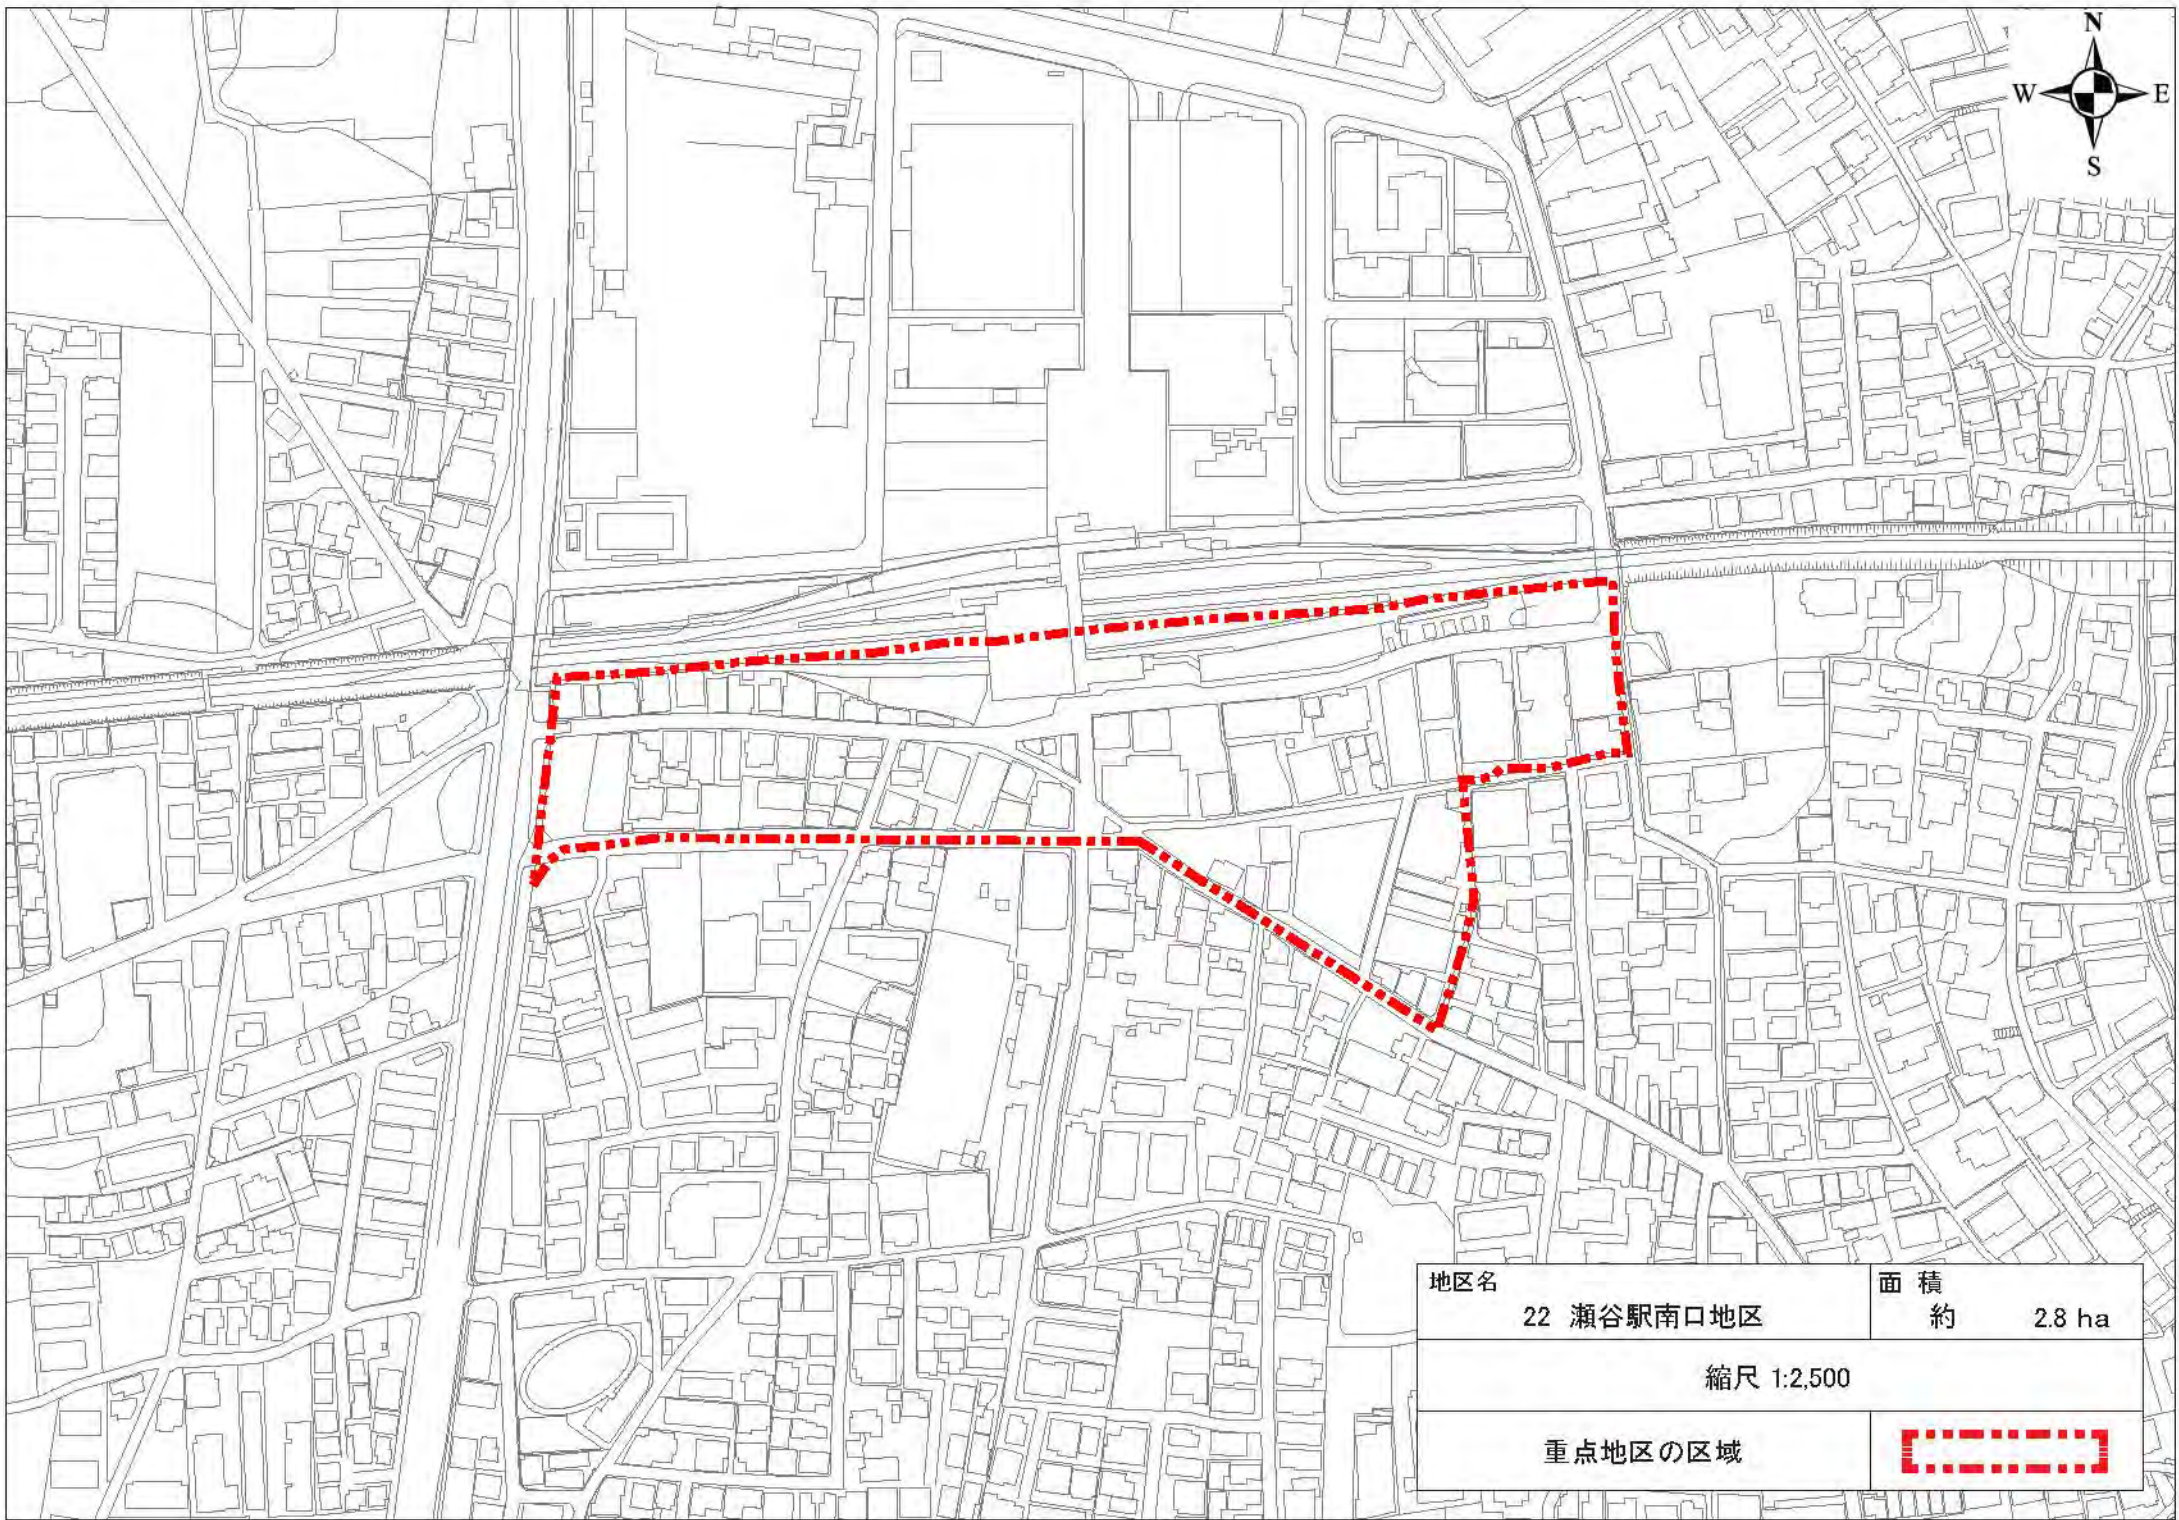 N
W E
S
地区名
22 瀬谷駅南口地区
面 積
約 2.8 ha
縮尺 1:2,500
重点地区の区域